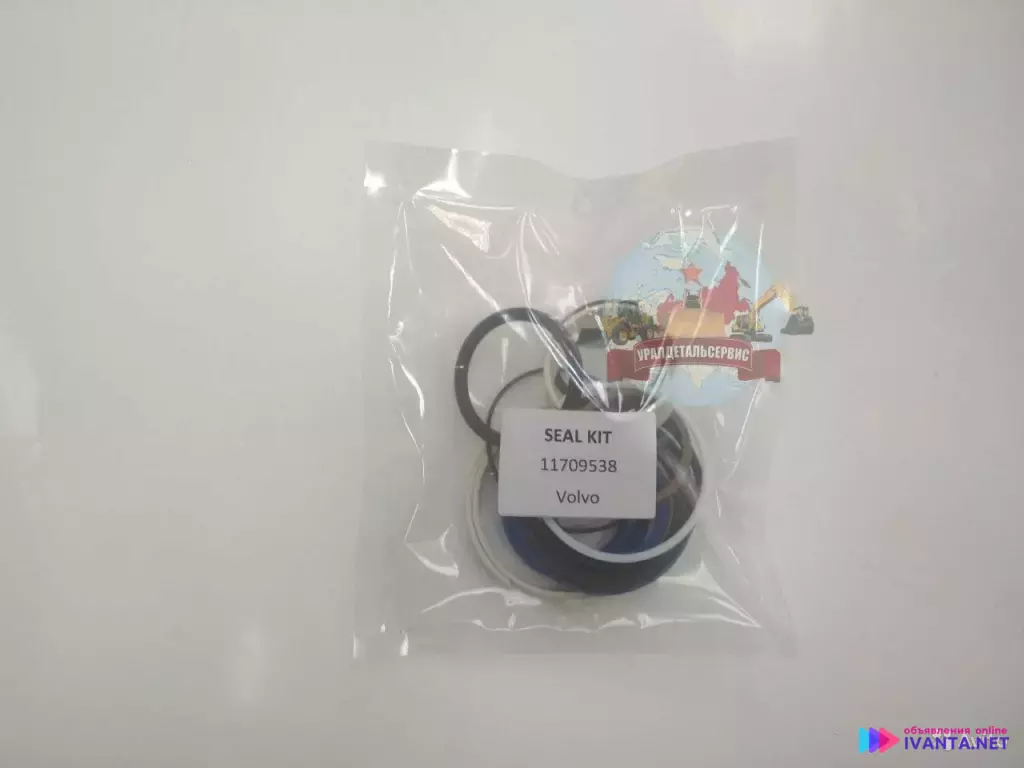 УРАЛДЕТАЛЬСЕРВИС
SEAL KIT
11709538
Volvo
объявления online
IVANTA.NET